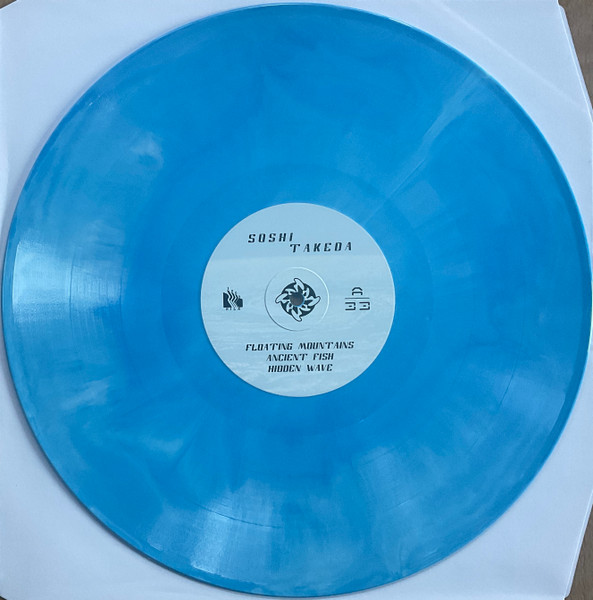 SOSHI
TAKEDA
A
33
FLOATING MOUNTAINS
ANCIENT FISH
HIDDEN WAVE